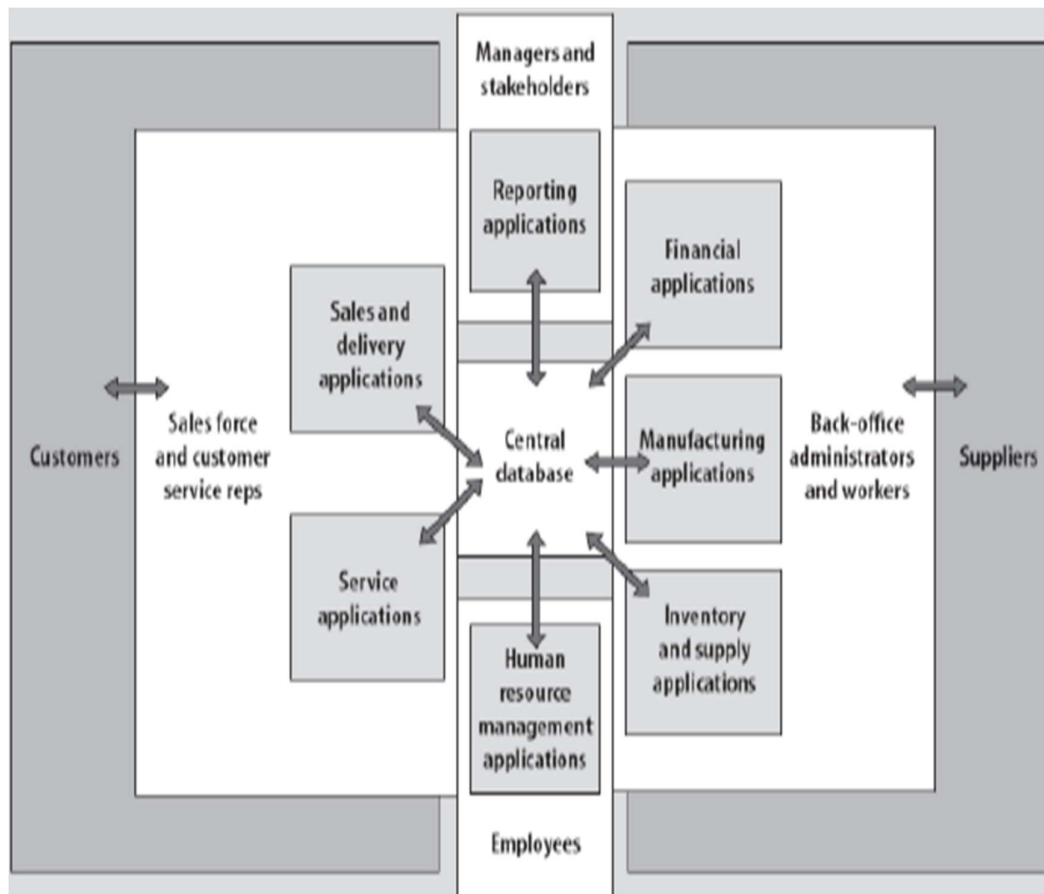 Managers and
stakeholders
Reporting
applications
Financial
applications
Sales and
delivery
applications
Customers
Sales force
and customer
service reps
Central
database
Manufacturing
applications
Back-office
administrators
and workers
Suppliers
Service
applications
Inventory
and supply
applications
Human
resource
management
applications
Employees